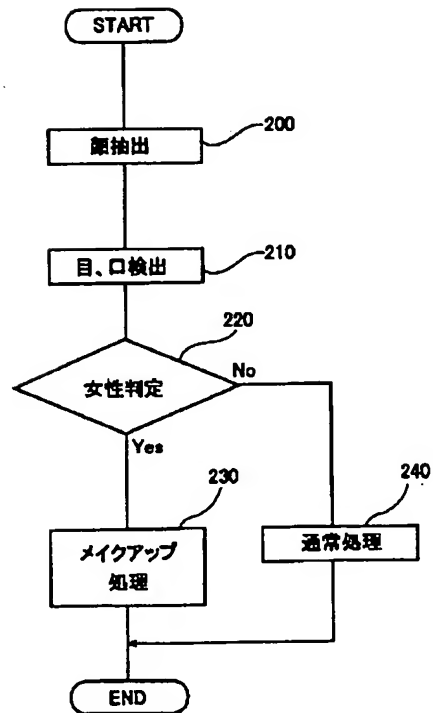 START
200
顔抽出
210
目、口検出
220
女性判定
No
Yes
230
メイクアップ
処理
240
通常処理
END